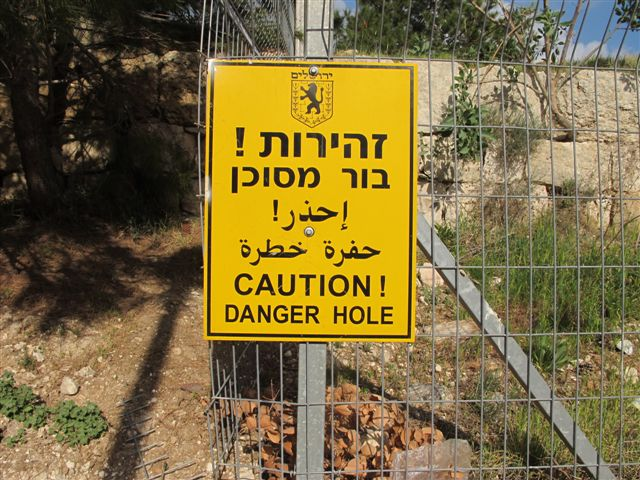 ירושלים
זהירות !
בור מסוכן
إحذر!
حفرة خطرة
CAUTION !
DANGER HOLE